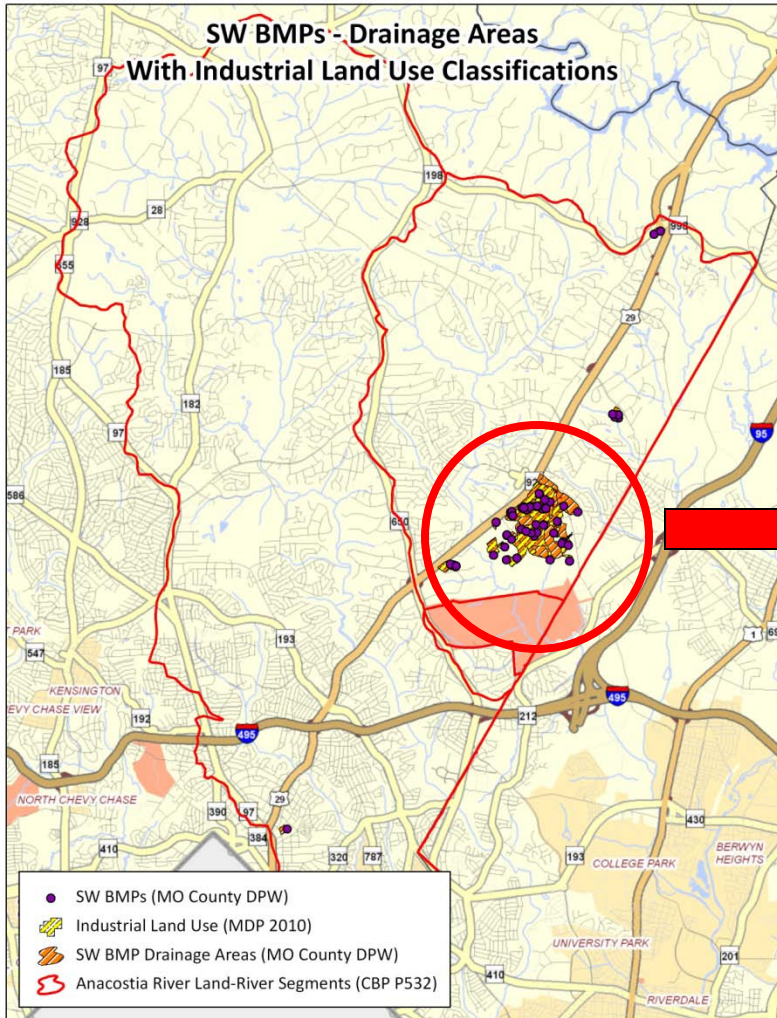 SW BMPs - Drainage Areas
With Industrial Land Use Classifications
97
198
28
928
998
655
29
185
182
97
95
586
92
650
193
1
547
KENSINGTON
CHEVY CHASE VIEW
192
495
212
495
185
NORTH CHEVY CHASE
29
390
97
384
430
410
320
787
193
COLLEGE PARK
BERWYN
HEIGHTS
UNIVERSITY PARK
201
410
RIVERDALE
SW BMPs (MO County DPW)
Industrial Land Use (MDP 2010)
SW BMP Drainage Areas (MO County DPW)
Anacostia River Land-River Segments (CBP P532)